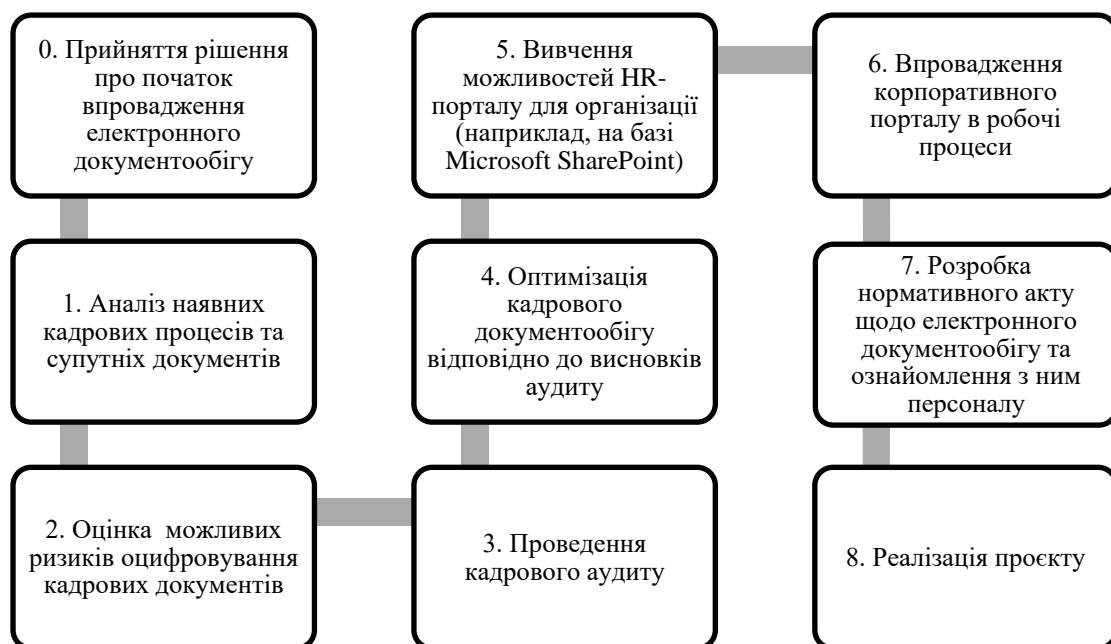 0. Прийняття рішення
про початок
впровадження
електронного
документообігу
1. Аналіз наявних
кадрових процесів та
супутніх документів
2. Оцінка можливих
ризиків оцифровування
кадрових документів
3. Проведення
кадрового аудиту
4. Оптимізація
кадрового
документообігу
відповідно до висновків
аудиту
5. Вивчення
можливостей HR-
порталу для організації
(наприклад, на базі
Microsoft SharePoint)
6. Впровадження
корпоративного
порталу в робочі
процеси
7. Розробка
нормативного акту
щодо електронного
документообігу та
ознайомлення з ним
персоналу
8. Реалізація проєкту